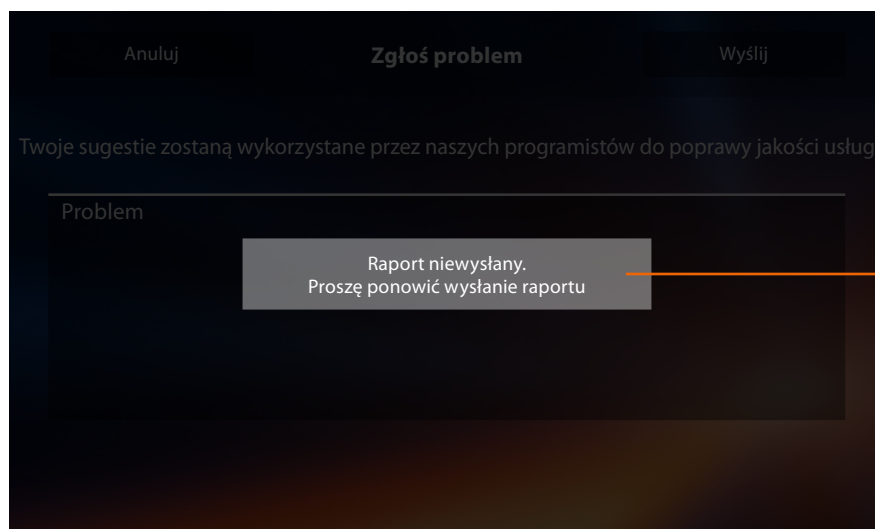 Anuluj Zgłoś problem Wyślij
Twoje sugestie zostaną wykorzystane przez naszych programistów do poprawy jakości usług
Problem
Raport niewysłany.
Proszę ponowić wysłanie raportu